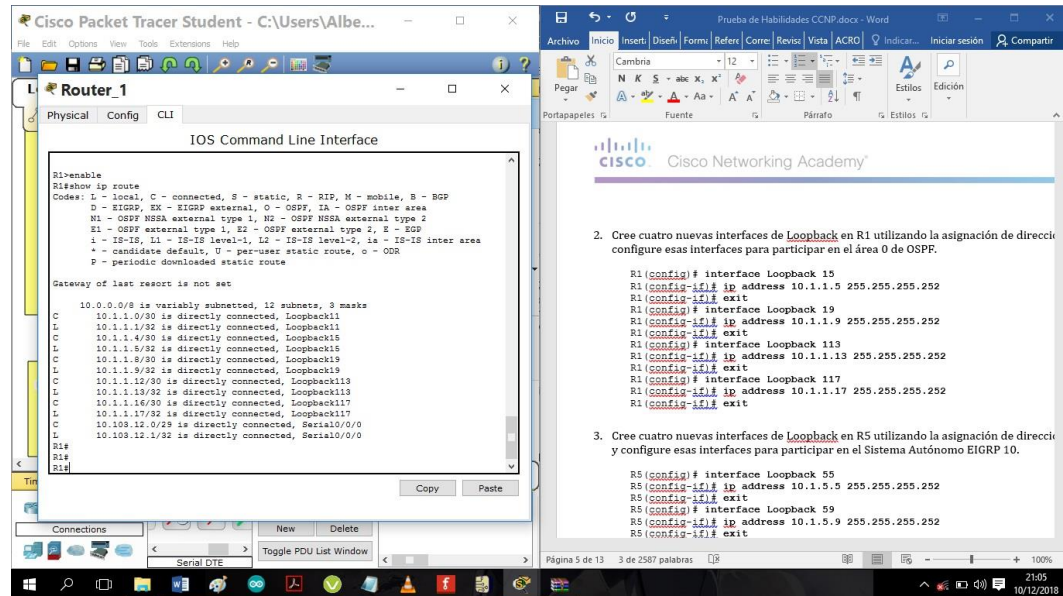 Cisco Packet Tracer Student - C:\Users\Albe...
File Edit Options View Tools Extensions Help
Router_1
Physical Config CLI
IOS Command Line Interface
R1>enable
R1#show ip route
Codes: L - local, C - connected, S - static, R - RIP, M - mobile, B - BGP
D - EIGRP, EX - EIGRP external, O - OSPF, IA - OSPF inter area
N1 - OSPF NSSA external type 1, N2 - OSPF NSSA external type 2
E1 - OSPF external type 1, E2 - OSPF external type 2, E - EGP
i - IS-IS, L1 - IS-IS level-1, L2 - IS-IS level-2, ia - IS-IS inter area
* - candidate default, U - per-user static route, o - ODR
P - periodic downloaded static route
Gateway of last resort is not set
10.0.0.0/8 is variably subnetted, 12 subnets, 3 masks
C 10.1.1.0/30 is directly connected, Loopback11
L 10.1.1.1/32 is directly connected, Loopback11
C 10.1.1.4/30 is directly connected, Loopback15
L 10.1.1.5/32 is directly connected, Loopback15
C 10.1.1.8/30 is directly connected, Loopback19
L 10.1.1.9/32 is directly connected, Loopback19
C 10.1.1.12/30 is directly connected, Loopback113
L 10.1.1.13/32 is directly connected, Loopback113
C 10.1.1.16/30 is directly connected, Loopback117
L 10.1.1.17/32 is directly connected, Loopback117
C 10.103.12.0/29 is directly connected, Serial0/0/0
L 10.103.12.1/32 is directly connected, Serial0/0/0
R1#
R1#
R1#
Copy Paste
Tim
Connections
New Delete
Toggle PDU List Window
Serial DTE
Prueba de Habilidades CCNP.docx - Word
Archivo Inicio Insert Diseñ Form Refere Corre Revisa Vista ACRO Indicar... Iniciar sesión Compartir
Pegar
Cambria 12
N K S abc X₂ X²
A Aa A A
Estilos Edición
Portapapeles Fuente Párrafo Estilos
CISCO. Cisco Networking Academy®
2. Cree cuatro nuevas interfaces de Loopback en R1 utilizando la asignación de direcci
configure esas interfaces para participar en el área 0 de OSPF.
R1(config)# interface Loopback 15
R1(config-if)# ip address 10.1.1.5 255.255.255.252
R1(config-if)# exit
R1(config)# interface Loopback 19
R1(config-if)# ip address 10.1.1.9 255.255.255.252
R1(config-if)# exit
R1(config)# interface Loopback 113
R1(config-if)# ip address 10.1.1.13 255.255.255.252
R1(config-if)# exit
R1(config)# interface Loopback 117
R1(config-if)# ip address 10.1.1.17 255.255.255.252
R1(config-if)# exit
3. Cree cuatro nuevas interfaces de Loopback en R5 utilizando la asignación de direcci
y configure esas interfaces para participar en el Sistema Autónomo EIGRP 10.
R5(config)# interface Loopback 55
R5(config-if)# ip address 10.1.5.5 255.255.255.252
R5(config-if)# exit
R5(config)# interface Loopback 59
R5(config-if)# ip address 10.1.5.9 255.255.255.252
R5(config-if)# exit
Página 5 de 13 3 de 2587 palabras 100%
21:05
10/12/2018